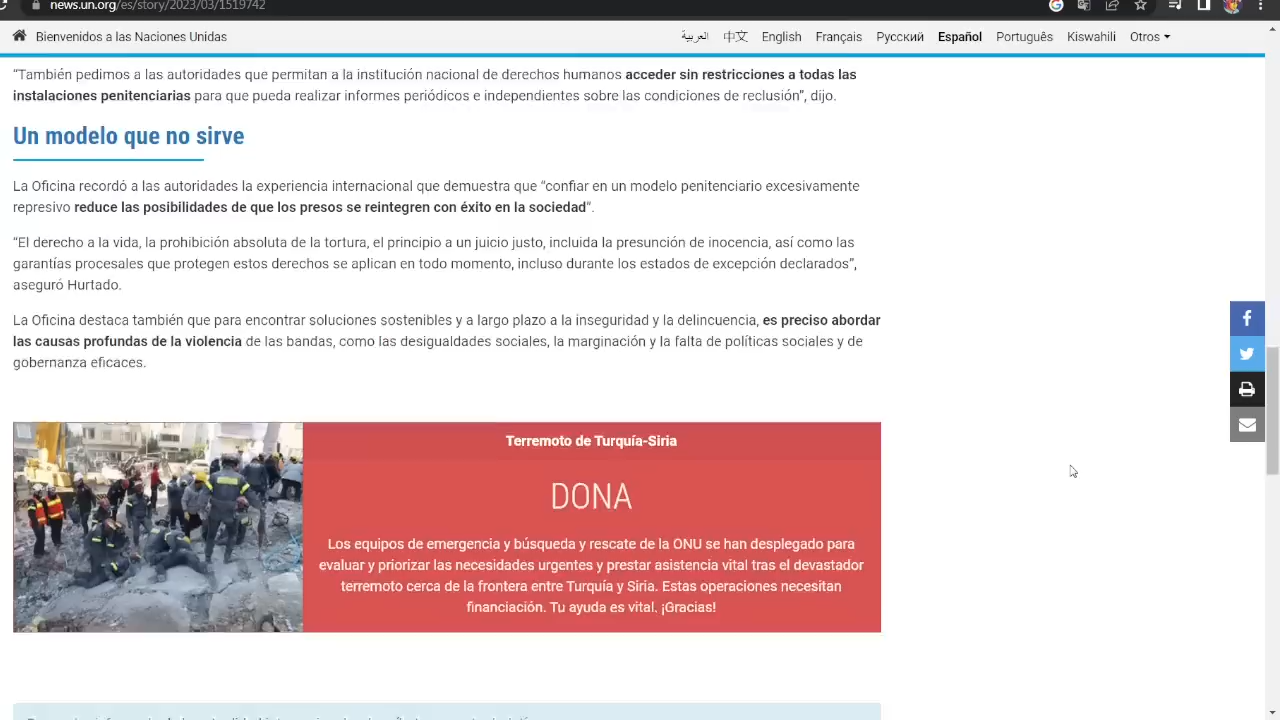 news.un.org/es/story/2023/03/1519742
Bienvenidos a las Naciones Unidas
العربية 中文 English Français Русский Español Português Kiswahili Otros
“También pedimos a las autoridades que permitan a la institución nacional de derechos humanos acceder sin restricciones a todas las
instalaciones penitenciarias para que pueda realizar informes periódicos e independientes sobre las condiciones de reclusión”, dijo.
Un modelo que no sirve
La Oficina recordó a las autoridades la experiencia internacional que demuestra que “confiar en un modelo penitenciario excesivamente
represivo reduce las posibilidades de que los presos se reintegren con éxito en la sociedad”.
“El derecho a la vida, la prohibición absoluta de la tortura, el principio a un juicio justo, incluida la presunción de inocencia, así como las
garantías procesales que protegen estos derechos se aplican en todo momento, incluso durante los estados de excepción declarados”,
aseguró Hurtado.
La Oficina destaca también que para encontrar soluciones sostenibles y a largo plazo a la inseguridad y la delincuencia, es preciso abordar
las causas profundas de la violencia de las bandas, como las desigualdades sociales, la marginación y la falta de políticas sociales y de
gobernanza eficaces.
Terremoto de Turquía-Siria
DONA
Los equipos de emergencia y búsqueda y rescate de la ONU se han desplegado para
evaluar y priorizar las necesidades urgentes y prestar asistencia vital tras el devastador
terremoto cerca de la frontera entre Turquía y Siria. Estas operaciones necesitan
financiación. Tu ayuda es vital. ¡Gracias!